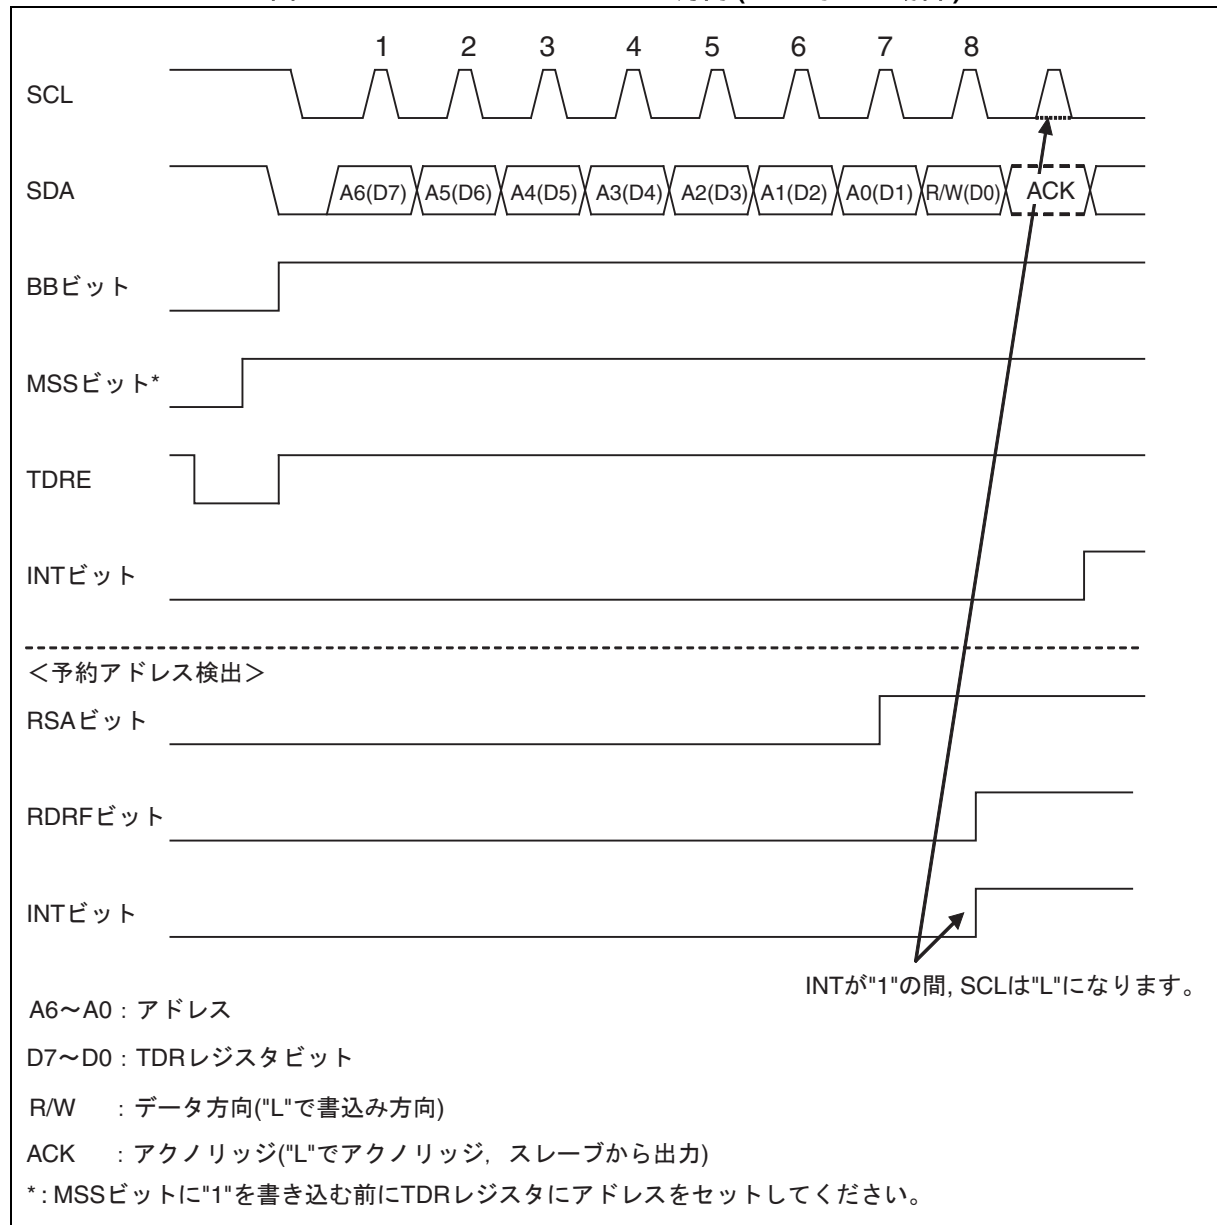 1 2 3 4 5 6 7 8
SCL
SDA A6(D7) A5(D6) A4(D5) A3(D4) A2(D3) A1(D2) A0(D1) R/W(D0) ACK
BBビット
MSSビット*
TDRE
INTビット
＜予約アドレス検出＞
RSAビット
RDRFビット
INTビット
INTが"1"の間, SCLは"L"になります。
A6～A0 : アドレス
D7～D0 : TDRレジスタビット
R/W : データ方向("L"で書込み方向)
ACK : アクノリッジ("L"でアクノリッジ, スレーブから出力)
* : MSSビットに"1"を書き込む前にTDRレジスタにアドレスをセットしてください。